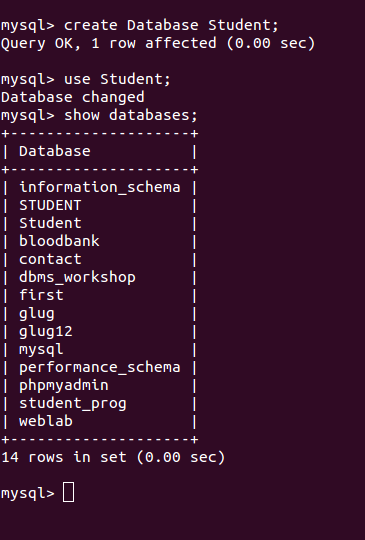 mysql> create Database Student;
Query OK, 1 row affected (0.00 sec)
mysql> use Student;
Database changed
mysql> show databases;
+--------------------+
| Database           |
+--------------------+
| information_schema |
| STUDENT            |
| Student            |
| bloodbank          |
| contact            |
| dbms_workshop      |
| first              |
| glug               |
| glug12             |
| mysql              |
| performance_schema |
| phpmyadmin         |
| student_prog       |
| weblab             |
+--------------------+
14 rows in set (0.00 sec)
mysql>